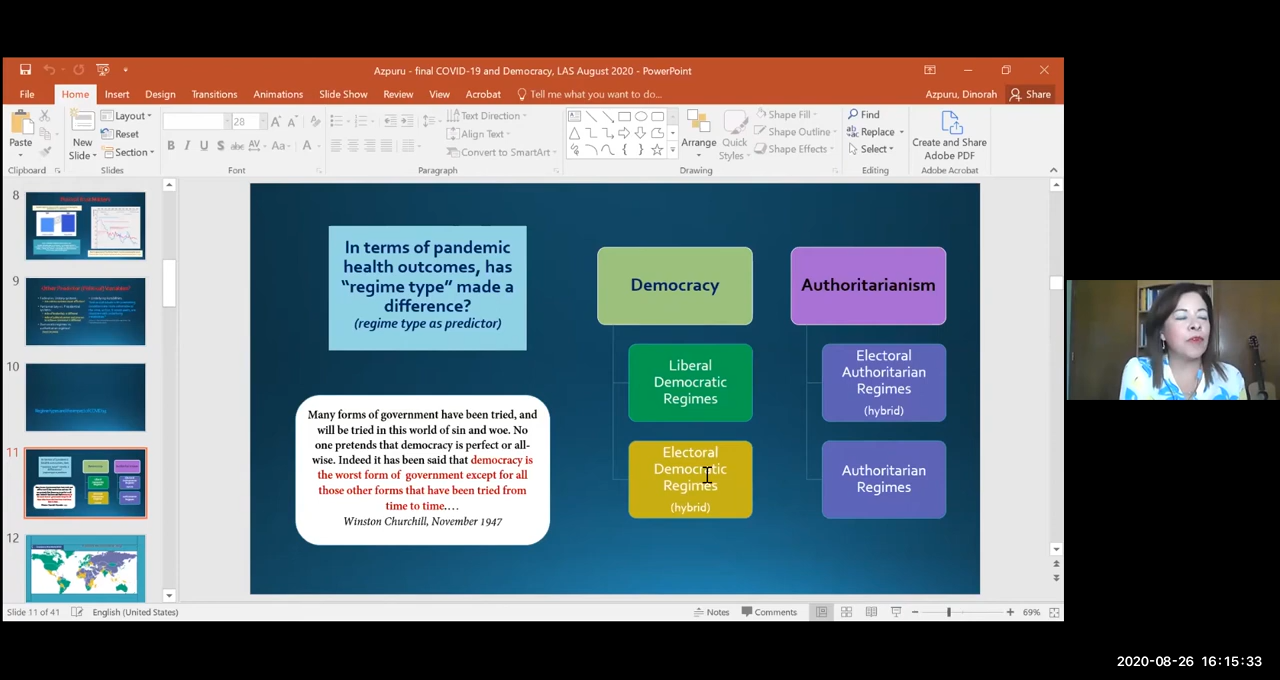 Azpuru - final COVID-19 and Democracy, LAS August 2020 - PowerPoint
File
Home
Insert
Design
Transitions
Animations
Slide Show
Review
View
Acrobat
Tell me what you want to do...
Azpuru, Dinorah
Share
Paste
New
Slide
Layout
Reset
Section
28
B
I
U
S
abc
AV
Aa
A
Text Direction
Align Text
Convert to SmartArt
Arrange
Quick
Styles
Shape Fill
Shape Outline
Shape Effects
Find
Replace
Select
Create and Share
Adobe PDF
Clipboard
Slides
Font
Paragraph
Drawing
Editing
Adobe Acrobat
8
9
10
11
12
In terms of pandemic
health outcomes, has
“regime type” made a
difference?
(regime type as predictor)
Many forms of government have been tried, and
will be tried in this world of sin and woe. No
one pretends that democracy is perfect or all-
wise. Indeed it has been said that democracy is
the worst form of government except for all
those other forms that have been tried from
time to time.…
Winston Churchill, November 1947
Democracy
Liberal
Democratic
Regimes
Electoral
Democratic
Regimes
(hybrid)
Authoritarianism
Electoral
Authoritarian
Regimes
(hybrid)
Authoritarian
Regimes
Slide 11 of 41
English (United States)
Notes
Comments
69%
2020-08-26 16:15:33